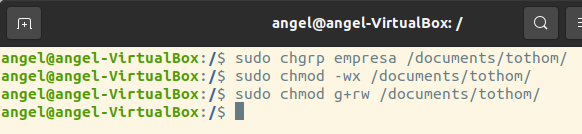 angel@angel-VirtualBox: /
angel@angel-VirtualBox:/$ sudo chgrp empresa /documents/tothom/
angel@angel-VirtualBox:/$ sudo chmod -wx /documents/tothom/
angel@angel-VirtualBox:/$ sudo chmod g+rw /documents/tothom/
angel@angel-VirtualBox:/$